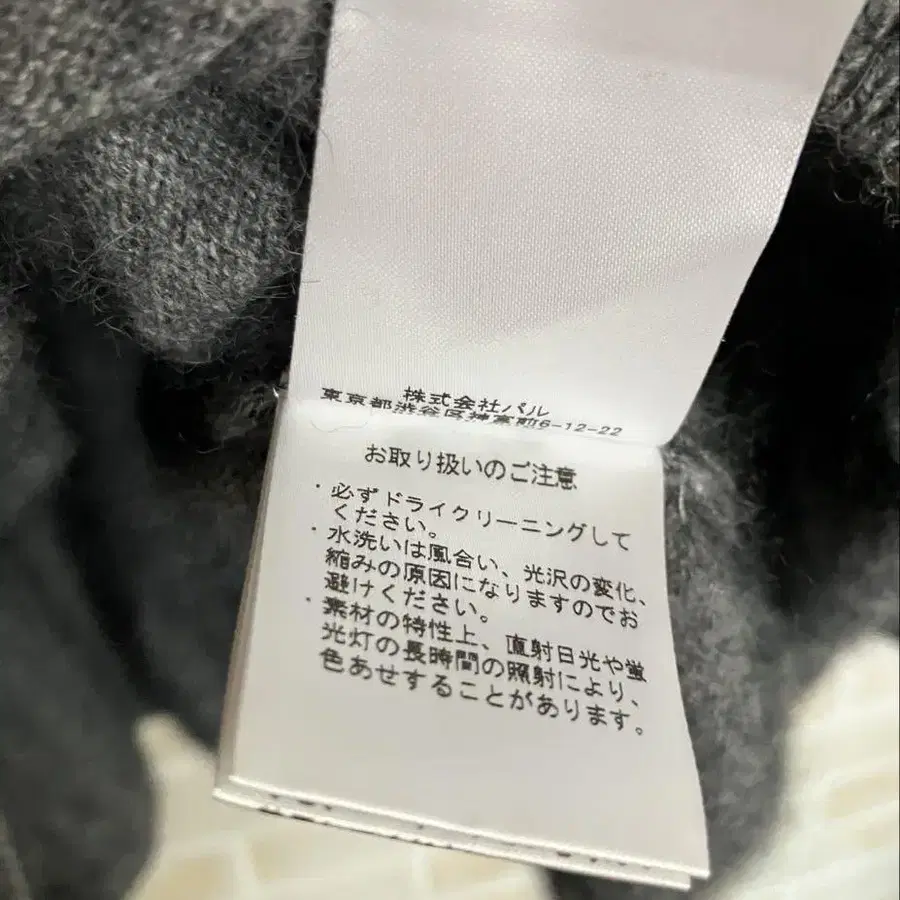 株式会社パル
東京都渋谷区神宮前6-12-22
お取り扱いのご注意
・必ずドライクリーニングして
ください。
・水洗いは風合い、光沢の変化、
縮みの原因になりますのでお
避けください。
・素材の特性上、直射日光や蛍
光灯の長時間の照射により、
色あせすることがあります。